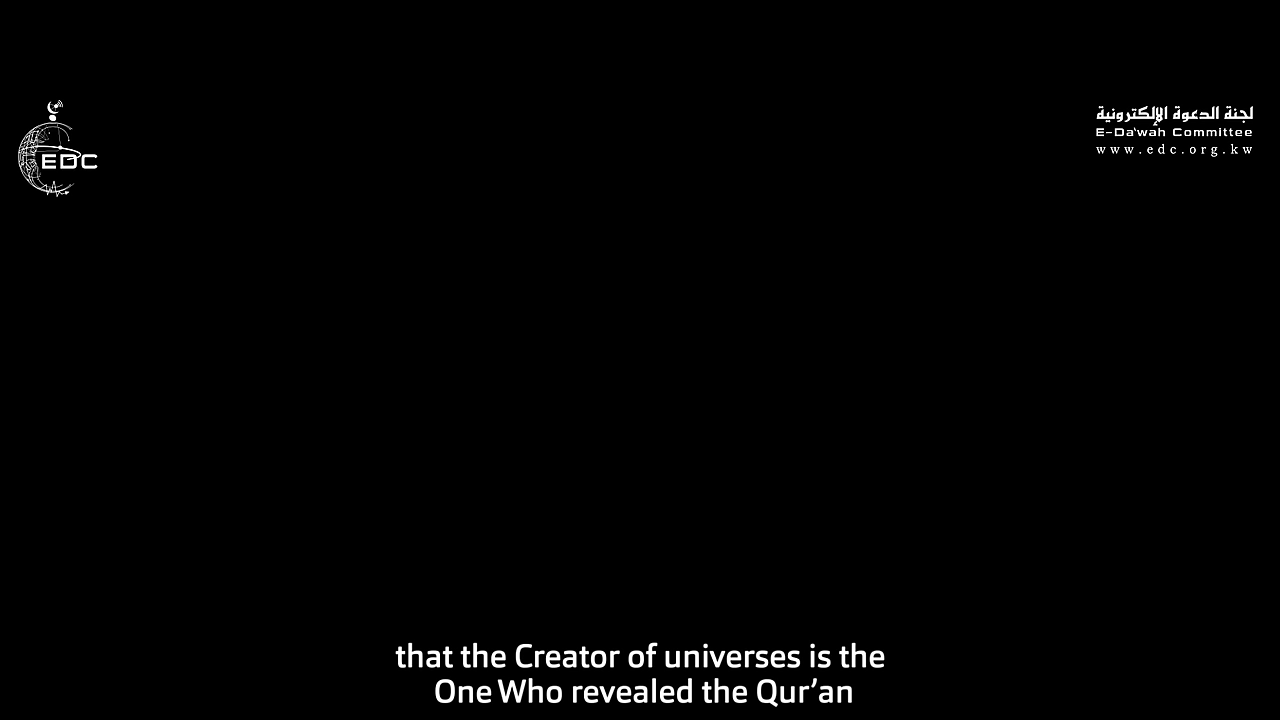 EDC
لجنة الدعوة الإلكترونية
E-Da'wah Committee
www.edc.org.kw
that the Creator of universes is the
One Who revealed the Qur’an